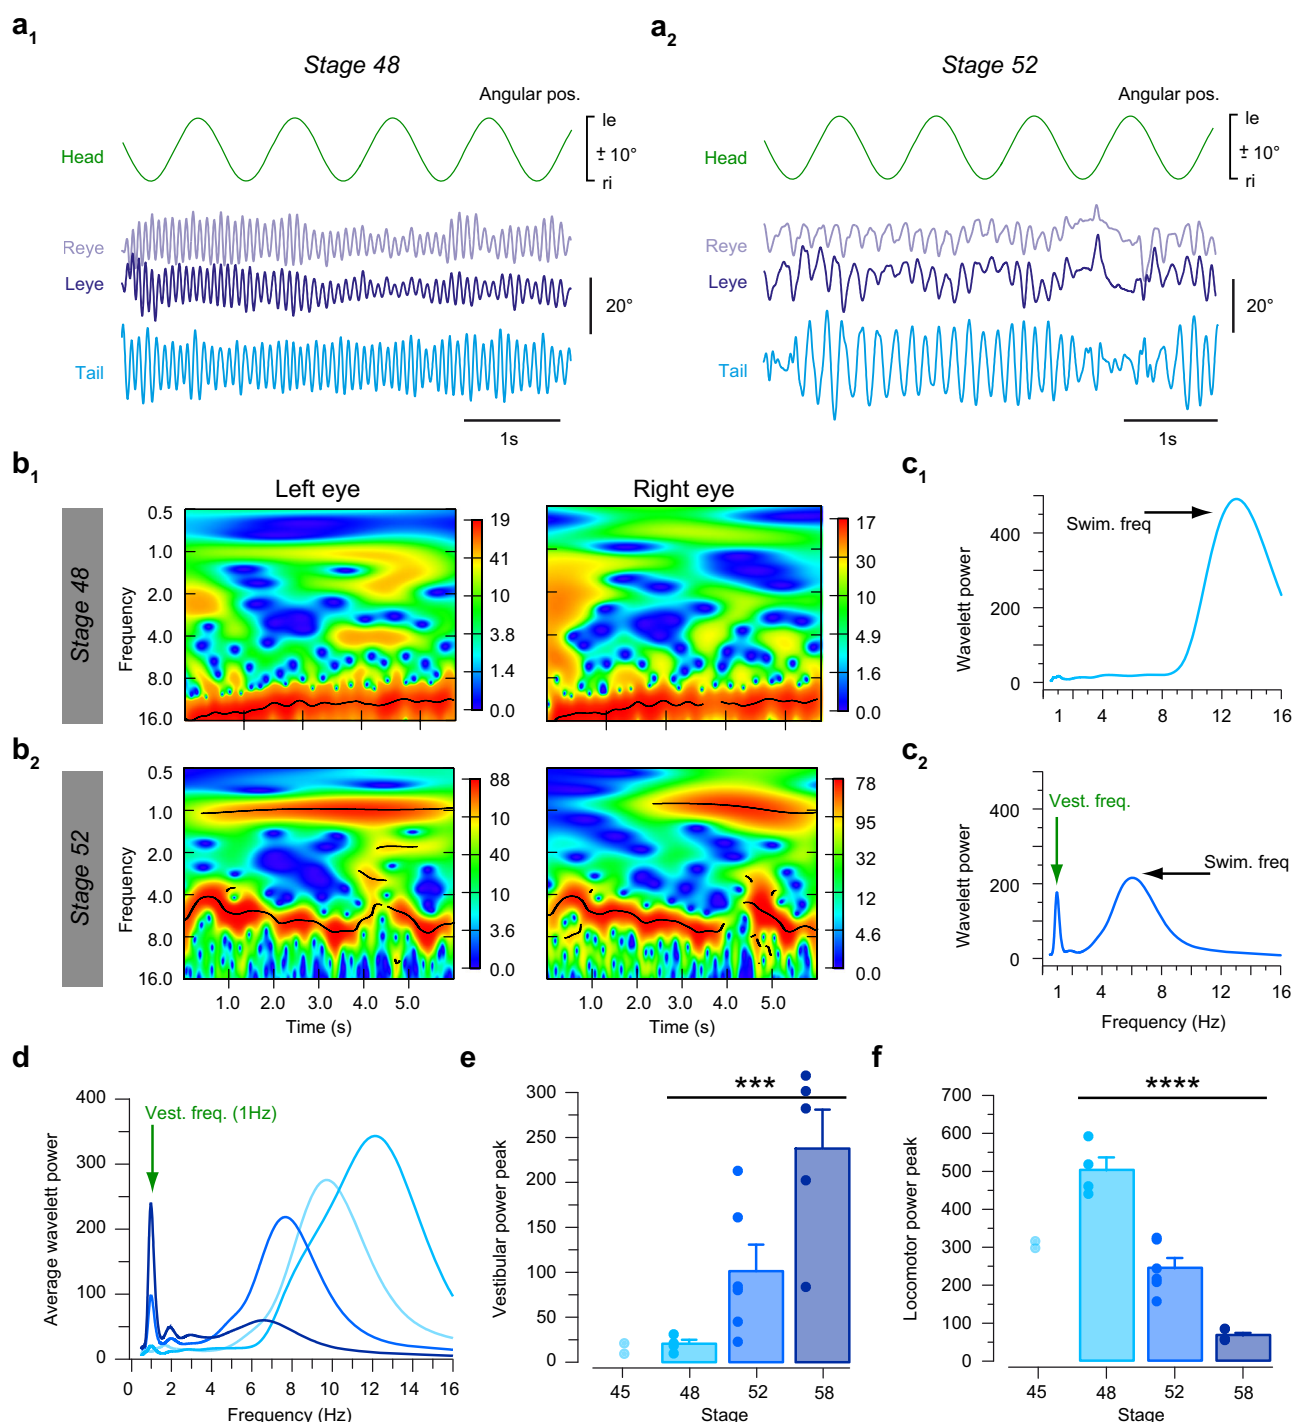 a1
a2
Stage 48
Stage 52
Angular pos.
le
± 10°
ri
Head
Reye
Leye
Tail
20°
1s
Angular pos.
le
± 10°
ri
Head
Reye
Leye
Tail
20°
1s
b1
Left eye
Right eye
Stage 48
Frequency
0.5
1.0
2.0
4.0
8.0
16.0
19
41
10
3.8
1.4
0.0
17
30
10
4.9
1.6
0.0
c1
Wavelett power
400
200
0
Swim. freq
1 4 8 12 16
b2
Stage 52
Frequency
0.5
1.0
2.0
4.0
8.0
16.0
88
10
40
10
3.6
0.0
1.0 2.0 3.0 4.0 5.0
Time (s)
78
95
32
12
4.6
0.0
1.0 2.0 3.0 4.0 5.0
Time (s)
c2
Wavelett power
400
200
0
Vest. freq.
Swim. freq
1 4 8 12 16
Frequency (Hz)
d
Average wavelett power
400
300
200
100
0
Vest. freq. (1Hz)
0 2 4 6 8 10 12 14 16
Frequency (Hz)
e
Vestibular power peak
300
250
200
150
100
50
0
***
45 48 52 58
Stage
f
Locomotor power peak
700
600
500
400
300
200
100
0
****
45 48 52 58
Stage